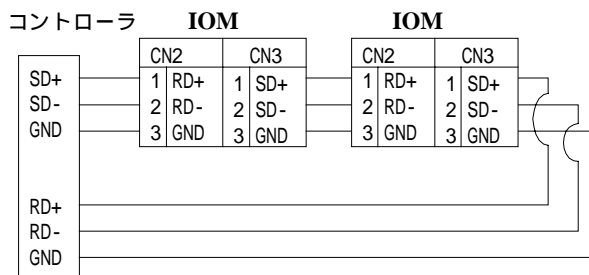 コントローラ IOM IOM
CN2 CN3 CN2 CN3
SD+ 1 RD+ 1 SD+ 1 RD+ 1 SD+
SD- 2 RD- 2 SD- 2 RD- 2 SD-
GND 3 GND 3 GND 3 GND 3 GND
RD+
RD-
GND